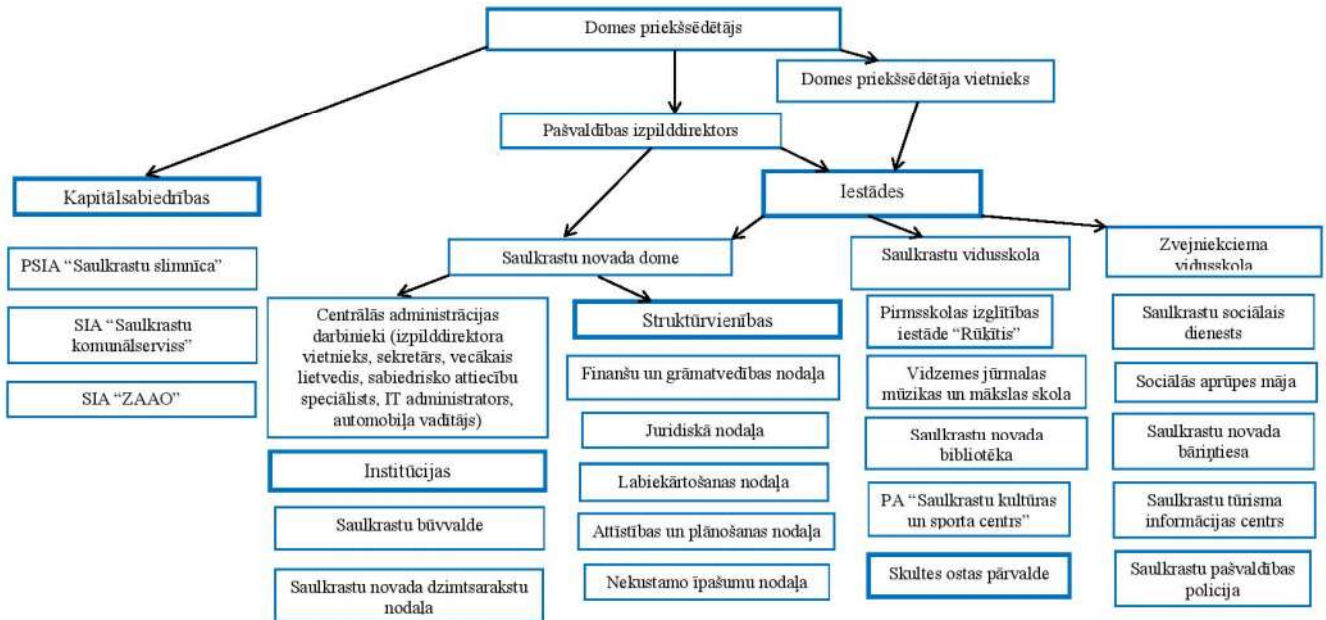 Domes priekšsēdētājs
Domes priekšsēdētāja vietnieks
Pašvaldības izpilddirektors
Kapitālsabiedrības
Iestādes
PSIA “Saulkrastu slimnīca”
SIA “Saulkrastu
komunālserviss”
SIA “ZAAO”
Saulkrastu novada dome
Saulkrastu vidusskola
Zvejniekciema
vidusskola
Centrālās administrācijas
darbinieki (izpilddirektora
vietnieks, sekretārs, vecākais
lietvedis, sabiedrisko attiecību
speciālists, IT administrators,
automobiļa vadītājs)
Institūcijas
Saulkrastu būvvalde
Saulkrastu novada dzimtsarakstu
nodaļa
Struktūrvienības
Finanšu un grāmatvedības nodaļa
Juridiskā nodaļa
Labiekārtošanas nodaļa
Attīstības un plānošanas nodaļa
Nekustamo īpašumu nodaļa
Pirmsskolas izglītības
iestāde “Rūķītis”
Vidzemes jūrmalas
mūzikas un mākslas skola
Saulkrastu novada
bibliotēka
PA “Saulkrastu kultūras
un sporta centrs”
Skultes ostas pārvalde
Saulkrastu sociālais
dienests
Sociālās aprūpes māja
Saulkrastu novada
bāriņtiesa
Saulkrastu tūrisma
informācijas centrs
Saulkrastu pašvaldības
policija